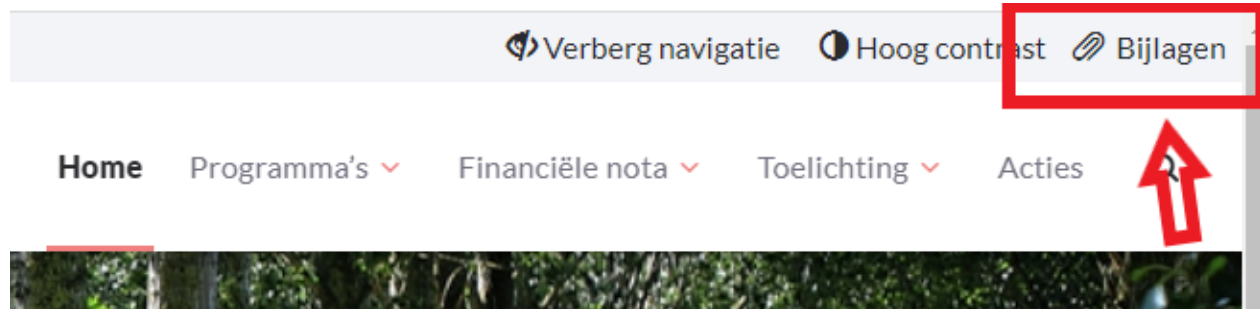 Verberg navigatie Hoog contrast Bijlagen
Home Programma's Financiële nota Toelichting Acties